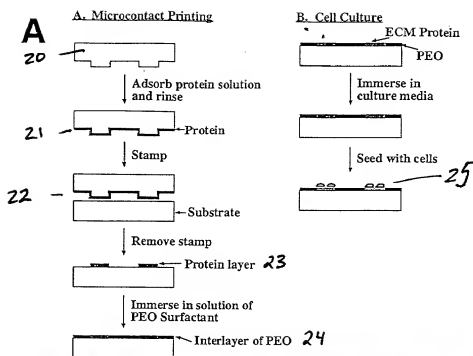 A
A. Microcontact Printing
20
Adsorb protein solution
and rinse
21
Protein
Stamp
22
Substrate
Remove stamp
Protein layer 23
Immerse in solution of
PEO Surfactant
Interlayer of PEO 24
B. Cell Culture
ECM Protein
PEO
Immerse in
culture media
Seed with cells
25